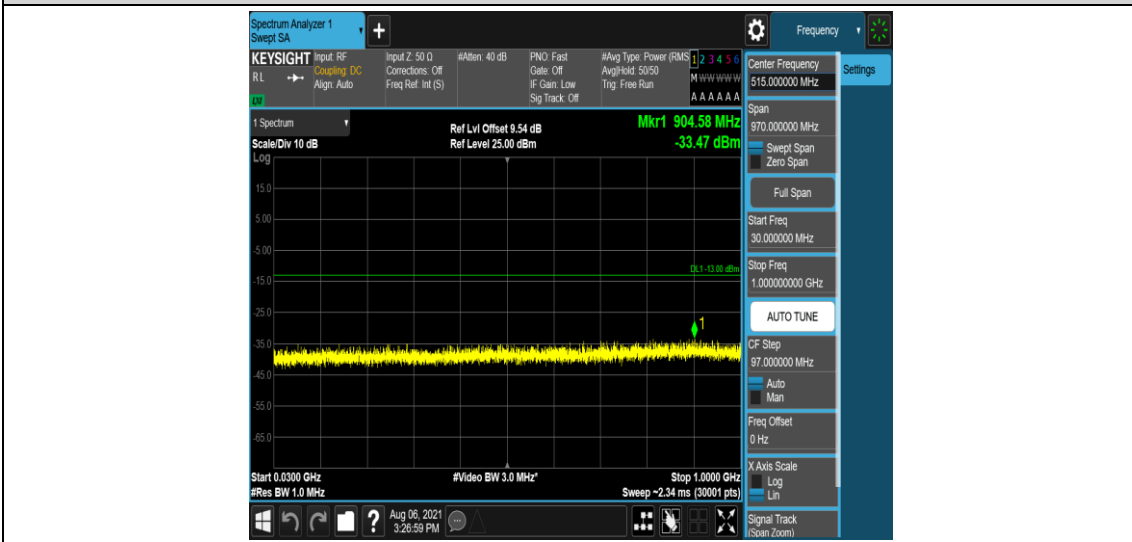 Spectrum Analyzer 1
Swept SA
+
Frequency
KEYSIGHT
RL
LXI
Input: RF
Coupling: DC
Align: Auto
Input Z: 50 Ω
Corrections: Off
Freq Ref: Int (S)
#Atten: 40 dB
PNO: Fast
Gate: Off
IF Gain: Low
Sig Track: Off
#Avg Type: Power (RMS
Avg|Hold: 50/50
Trig: Free Run
1 2 3 4 5 6
M W W W W W
A A A A A A
1 Spectrum
Scale/Div 10 dB
Log
Ref Lvl Offset 9.54 dB
Ref Level 25.00 dBm
Mkr1 904.58 MHz
-33.47 dBm
15.0
5.00
-5.00
DL1 -13.00 dBm
-15.0
-25.0
1
-35.0
-45.0
-55.0
-65.0
Start 0.0300 GHz
#Res BW 1.0 MHz
#Video BW 3.0 MHz*
Stop 1.0000 GHz
Sweep ~2.34 ms (30001 pts)
Center Frequency
515.000000 MHz
Settings
Span
970.000000 MHz
Swept Span
Zero Span
Full Span
Start Freq
30.000000 MHz
Stop Freq
1.000000000 GHz
AUTO TUNE
CF Step
97.000000 MHz
Auto
Man
Freq Offset
0 Hz
X Axis Scale
Log
Lin
Signal Track
(Span Zoom)
?
Aug 06, 2021
3:26:59 PM